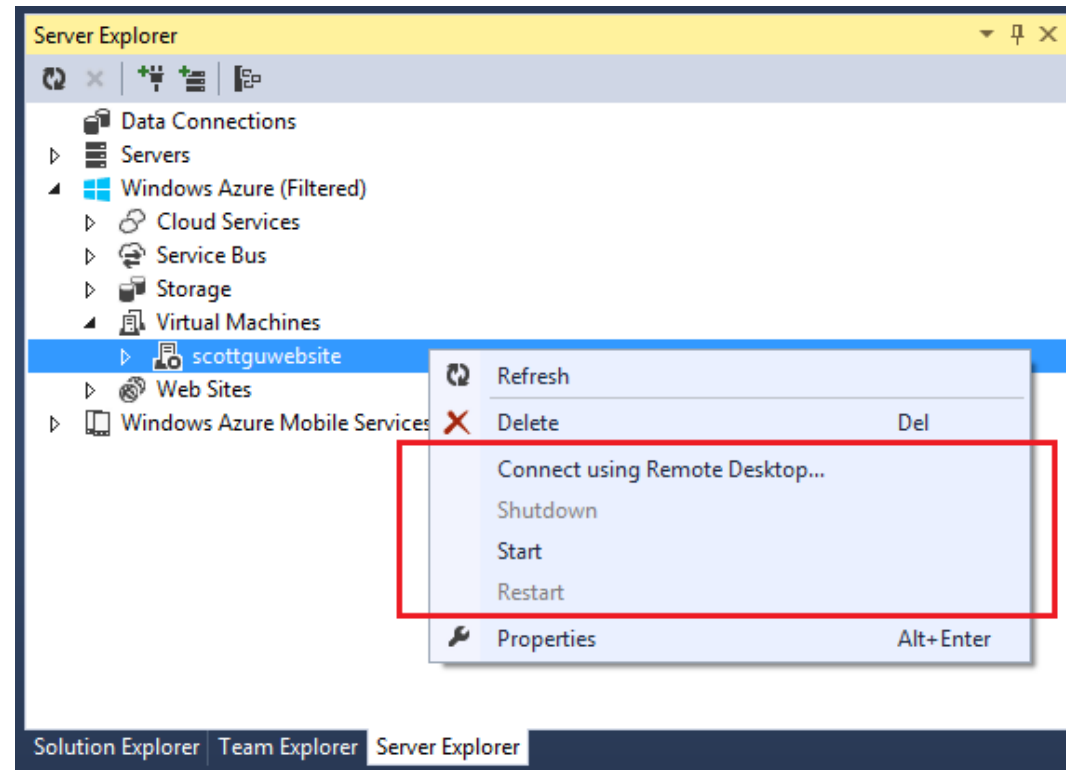 Server Explorer
Data Connections
Servers
Windows Azure (Filtered)
Cloud Services
Service Bus
Storage
Virtual Machines
scottguwebsite
Refresh
Web Sites
Windows Azure Mobile Services
Delete Del
Connect using Remote Desktop...
Shutdown
Start
Restart
Properties Alt+Enter
Solution Explorer Team Explorer Server Explorer